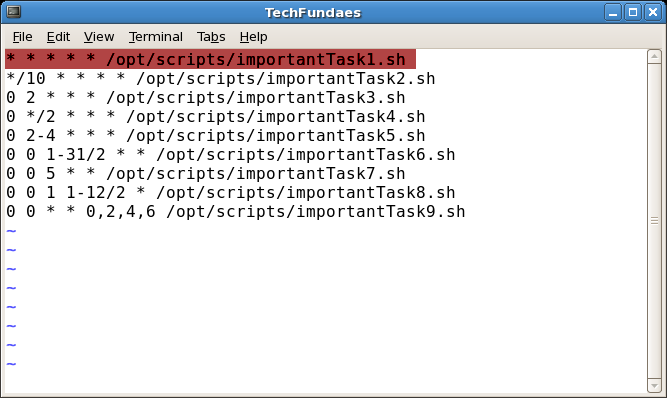 TechFundaes
File Edit View Terminal Tabs Help
* * * * * /opt/scripts/importantTask1.sh
*/10 * * * * /opt/scripts/importantTask2.sh
0 2 * * * /opt/scripts/importantTask3.sh
0 */2 * * * /opt/scripts/importantTask4.sh
0 2-4 * * * /opt/scripts/importantTask5.sh
0 0 1-31/2 * * /opt/scripts/importantTask6.sh
0 0 5 * * /opt/scripts/importantTask7.sh
0 0 1 1-12/2 * /opt/scripts/importantTask8.sh
0 0 * * 0,2,4,6 /opt/scripts/importantTask9.sh
~
~
~
~
~
~
~
~